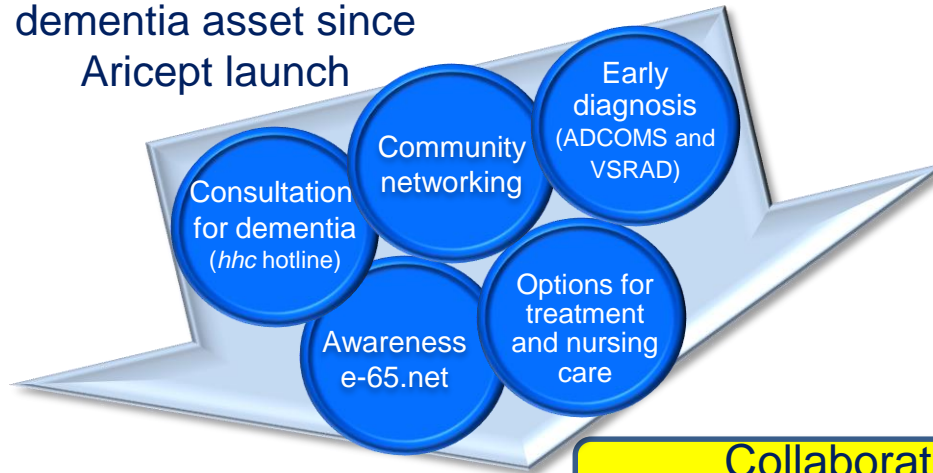 dementia asset since
Aricept launch
Early
diagnosis
(ADCOMS and
VSRAD)
Community
networking
Consultation
for dementia
(hhc hotline)
Options for
treatment
and nursing
care
Awareness
e-65.net
Collaborat